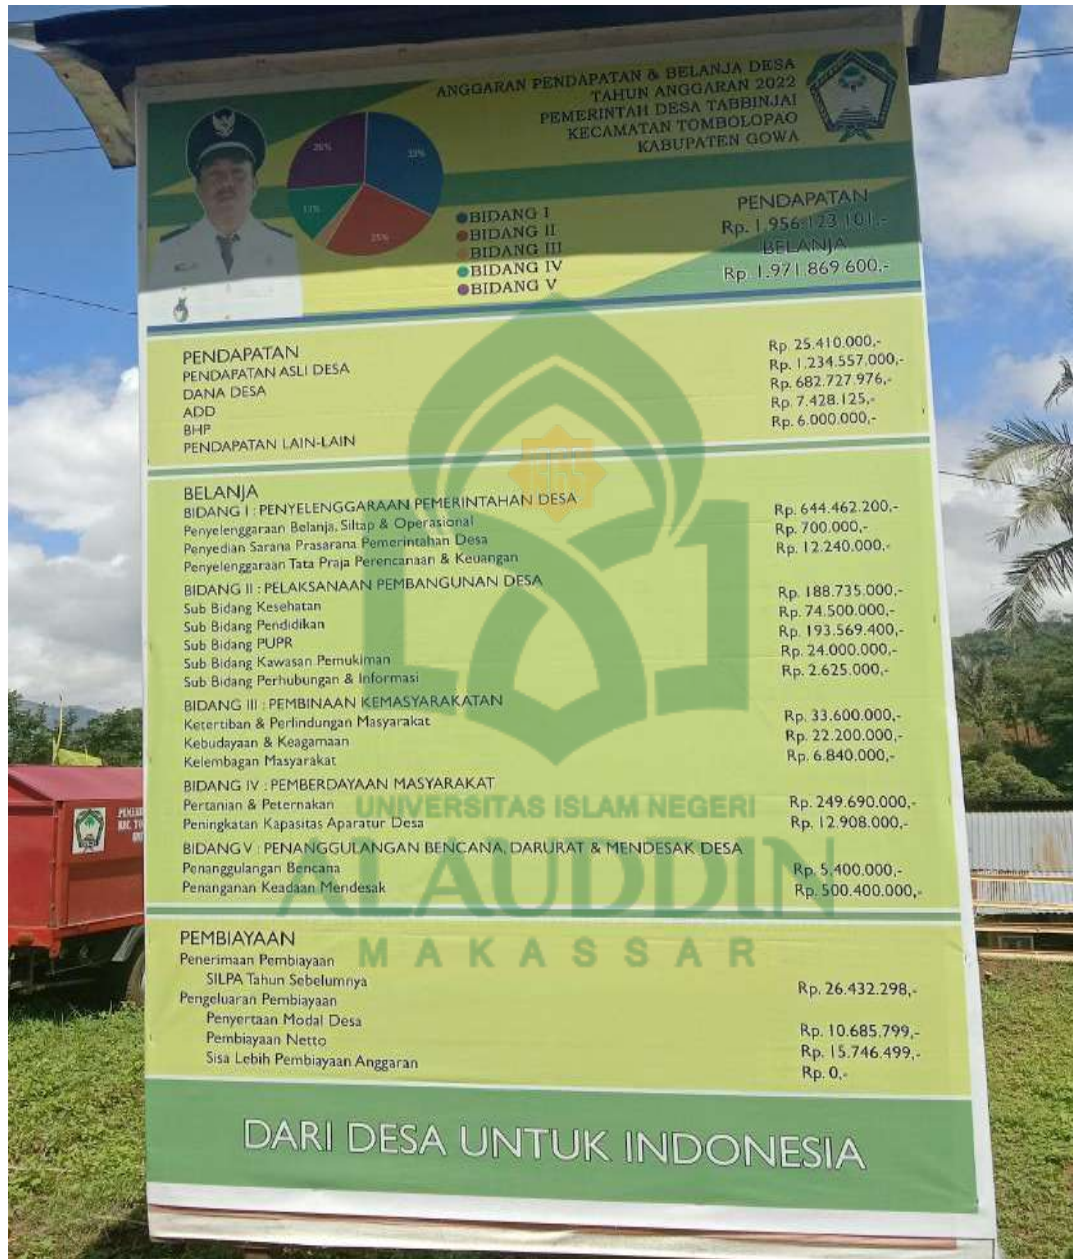 ANGGARAN PENDAPATAN & BELANJA DESA
TAHUN ANGGARAN 2022
PEMERINTAH DESA TABBINJAI
KECAMATAN TOMBOLOPAO
KABUPATEN GOWA
33%
25%
13%
26%
BIDANG I
BIDANG II
BIDANG III
BIDANG IV
BIDANG V
PENDAPATAN
Rp. 1.956.123.101,-
BELANJA
Rp. 1.971.869.600,-
PENDAPATAN
PENDAPATAN ASLI DESA Rp. 25.410.000,-
DANA DESA Rp. 1.234.557.000,-
ADD Rp. 682.727.976,-
BHP Rp. 7.428.125,-
PENDAPATAN LAIN-LAIN Rp. 6.000.000,-
BELANJA
BIDANG I : PENYELENGGARAAN PEMERINTAHAN DESA
Penyelenggaraan Belanja, Siltap & Operasional Rp. 644.462.200,-
Penyedian Sarana Prasarana Pemerintahan Desa Rp. 700.000,-
Penyelenggaraan Tata Praja Perencanaan & Keuangan Rp. 12.240.000,-
BIDANG II : PELAKSANAAN PEMBANGUNAN DESA
Sub Bidang Kesehatan Rp. 188.735.000,-
Sub Bidang Pendidikan Rp. 74.500.000,-
Sub Bidang PUPR Rp. 193.569.400,-
Sub Bidang Kawasan Pemukiman Rp. 24.000.000,-
Sub Bidang Perhubungan & Informasi Rp. 2.625.000,-
BIDANG III : PEMBINAAN KEMASYARAKATAN
Ketertiban & Perlindungan Masyarakat Rp. 33.600.000,-
Kebudayaan & Keagamaan Rp. 22.200.000,-
Kelembagan Masyarakat Rp. 6.840.000,-
BIDANG IV : PEMBERDAYAAN MASYARAKAT
Pertanian & Peternakan Rp. 249.690.000,-
Peningkatan Kapasitas Aparatur Desa Rp. 12.908.000,-
BIDANG V : PENANGGULANGAN BENCANA, DARURAT & MENDESAK DESA
Penanggulangan Bencana Rp. 5.400.000,-
Penanganan Keadaan Mendesak Rp. 500.400.000,-
PEMBIAYAAN
Penerimaan Pembiayaan
SILPA Tahun Sebelumnya Rp. 26.432.298,-
Pengeluaran Pembiayaan
Penyertaan Modal Desa Rp. 10.685.799,-
Pembiayaan Netto Rp. 15.746.499,-
Sisa Lebih Pembiayaan Anggaran Rp. 0,-
DARI DESA UNTUK INDONESIA
UNIVERSITAS ISLAM NEGERI
ALAUDDIN
MAKASSAR